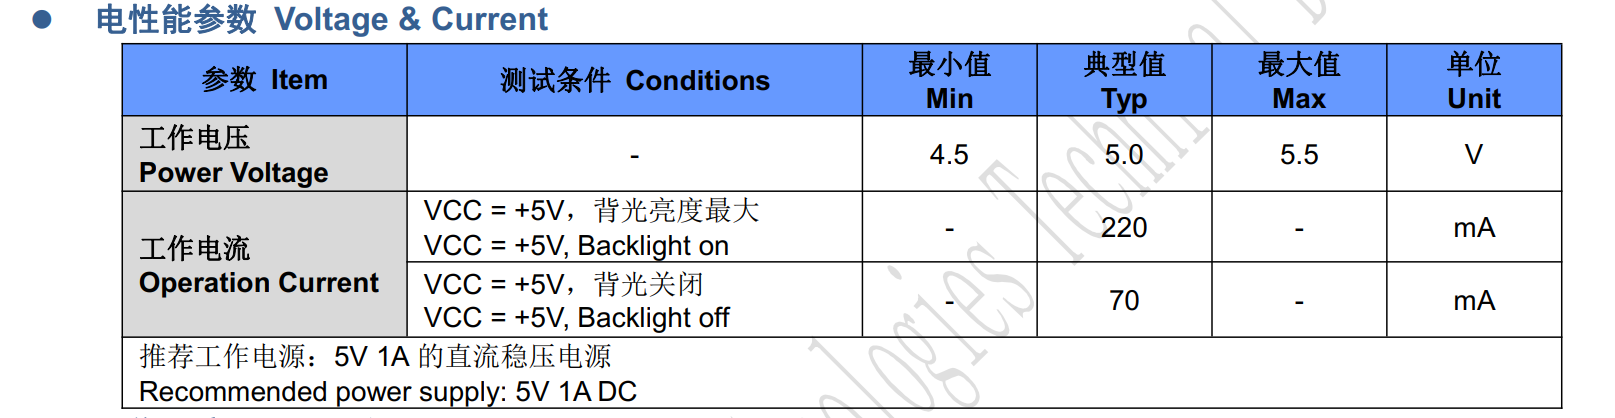 ● 电性能参数 Voltage & Current
参数 Item 测试条件 Conditions 最小值 Min 典型值 Typ 最大值 Max 单位 Unit
工作电压
Power Voltage
- 4.5 5.0 5.5 V
工作电流
Operation Current
VCC = +5V，背光亮度最大
VCC = +5V, Backlight on
- 220 - mA
VCC = +5V，背光关闭
VCC = +5V, Backlight off
- 70 - mA
推荐工作电源：5V 1A 的直流稳压电源
Recommended power supply: 5V 1A DC